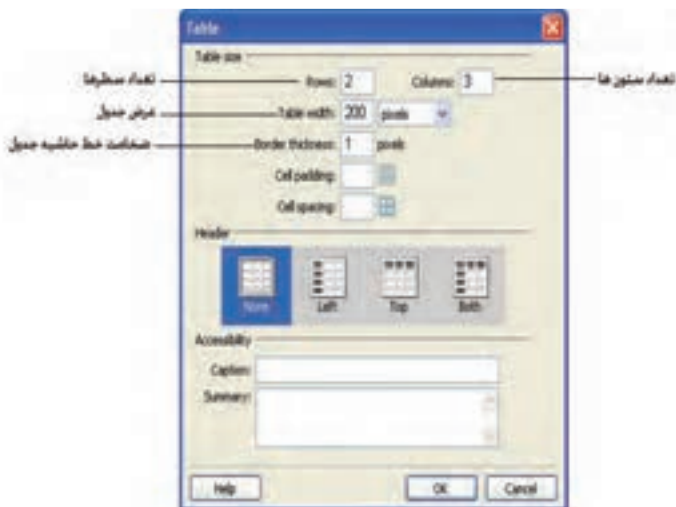 Table
Table size
تعداد سطرها
Rows: 2 Columns: 3
تعداد ستون ها
عرض جدول
Table width: 200 pixels
ضخامت خط حاشیه جدول
Border thickness: 1 pixels
Cell padding:
Cell spacing:
Header
None Left Top Both
Accessibility
Caption:
Summary:
Help OK Cancel